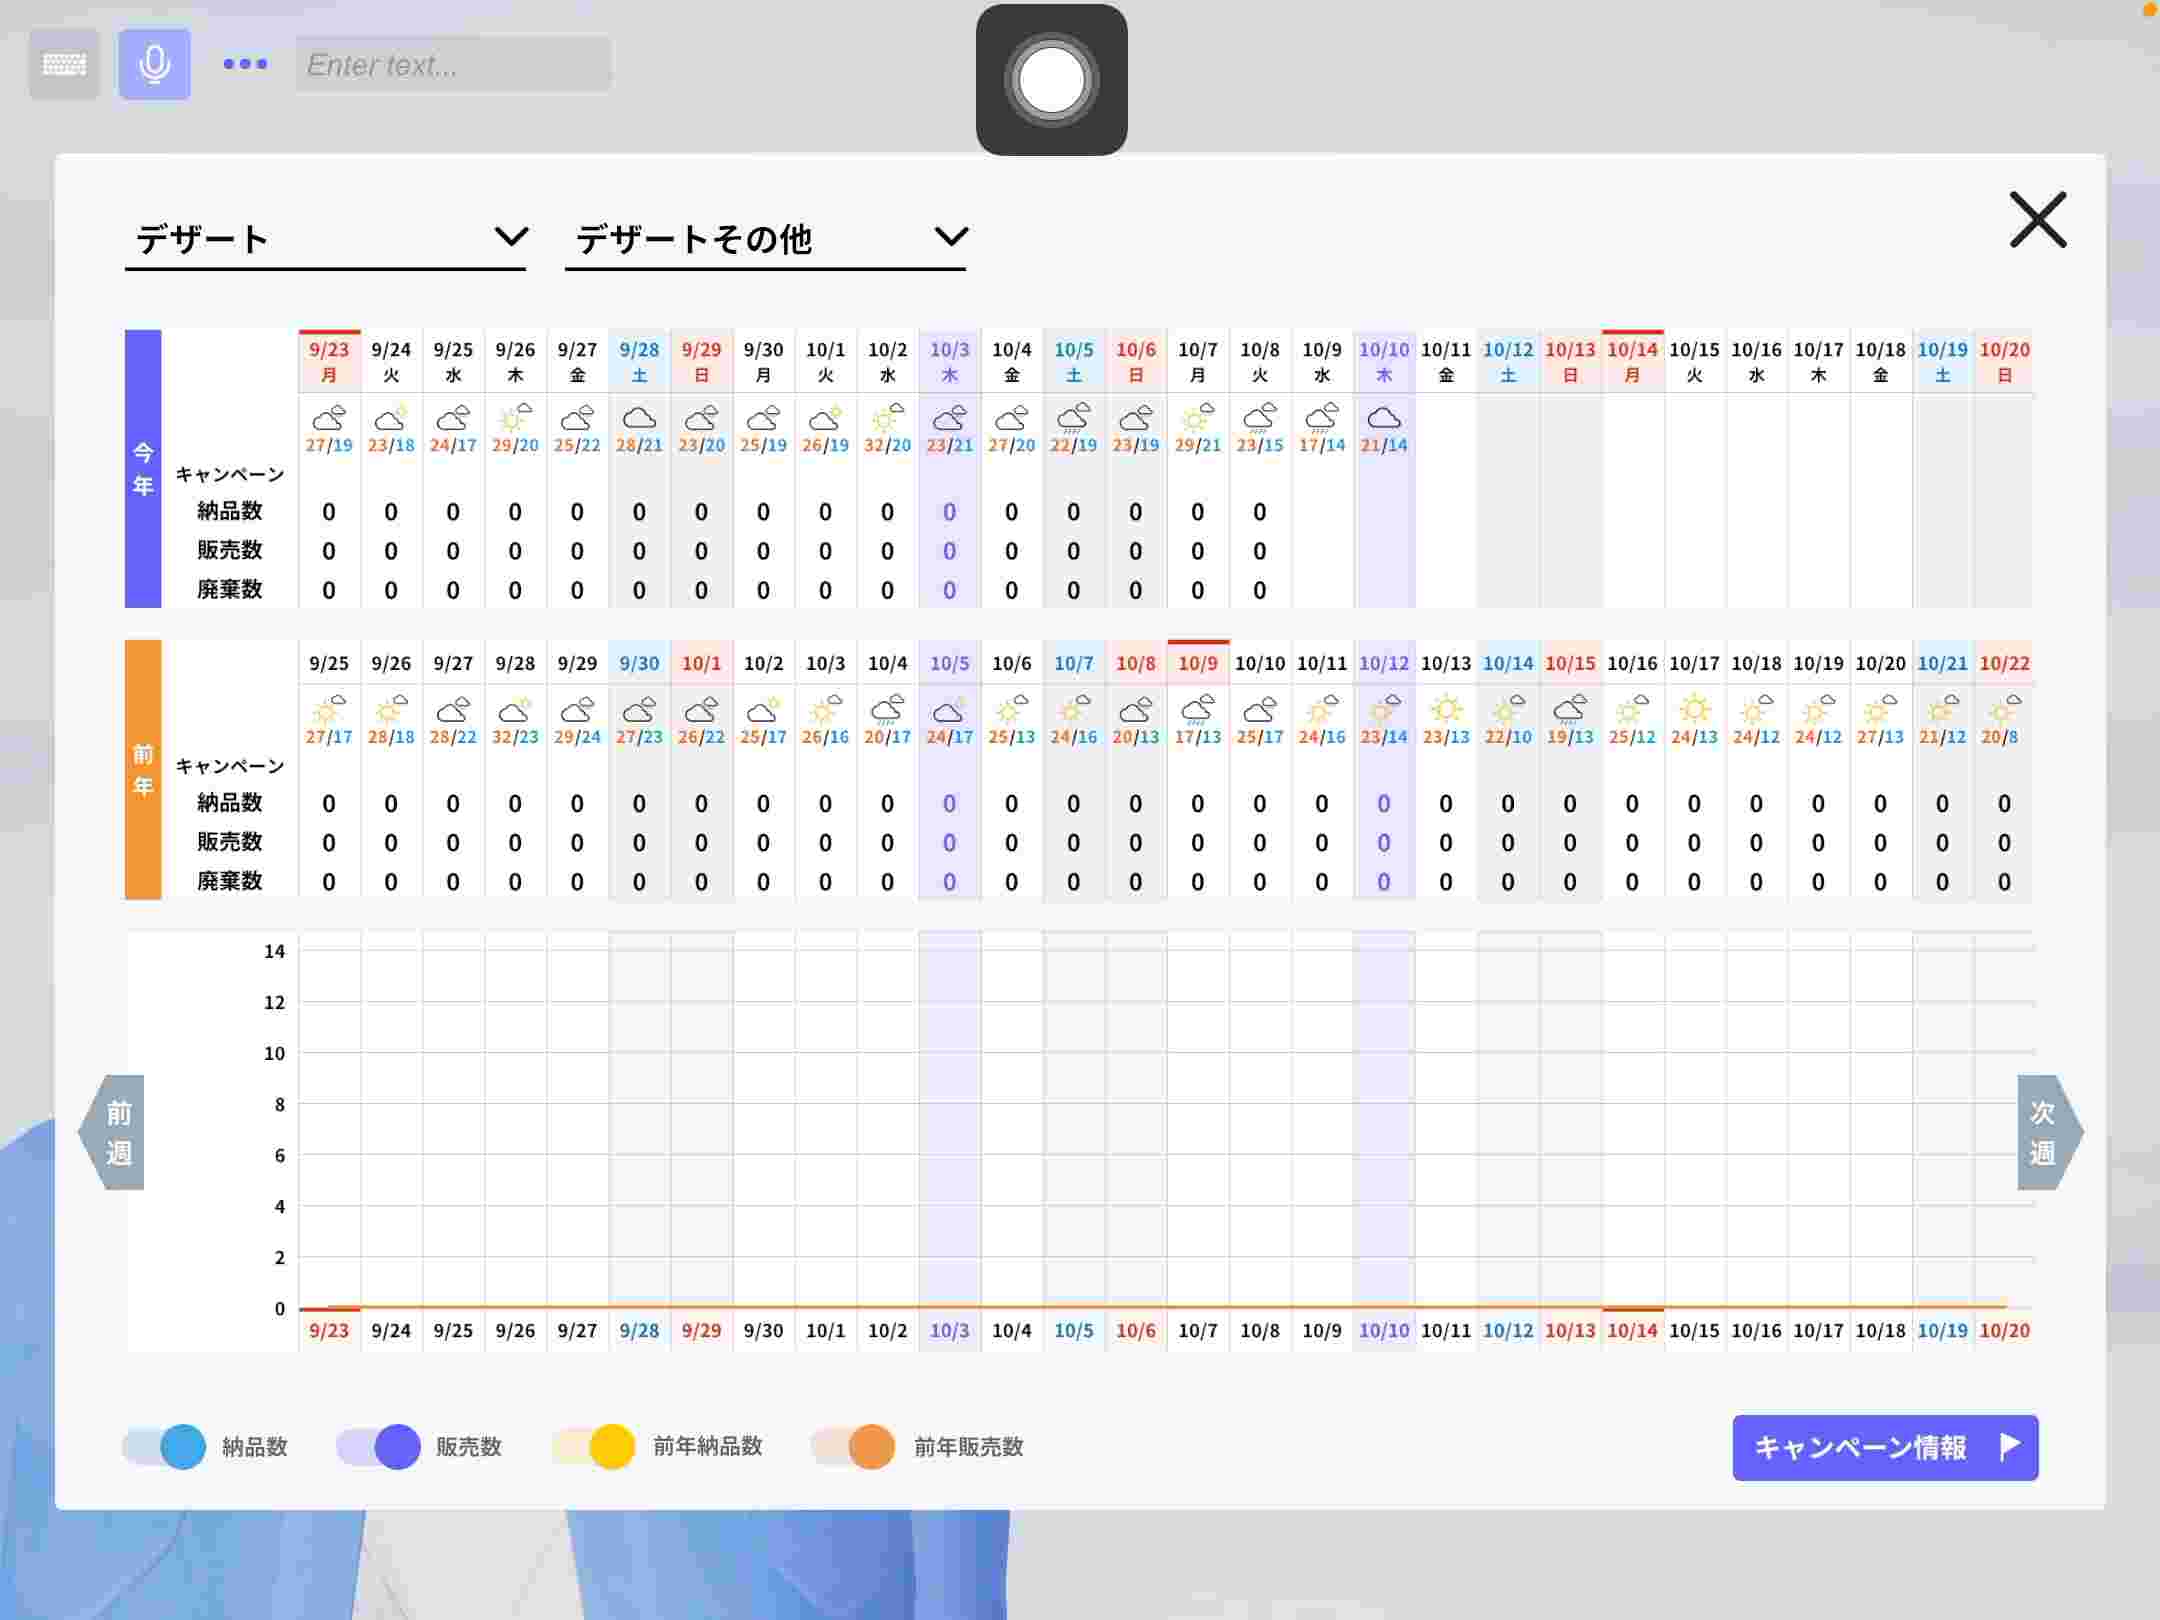 Enter text...
デザート
デザートその他
今年
9/23 9/24 9/25 9/26 9/27 9/28 9/29 9/30 10/1 10/2 10/3 10/4 10/5 10/6 10/7 10/8 10/9 10/10 10/11 10/12 10/13 10/14 10/15 10/16 10/17 10/18 10/19 10/20
月 火 水 木 金 土 日 月 火 水 木 金 土 日 月 火 水 木 金 土 日 月 火 水 木 金 土 日
27/19 23/18 24/17 29/20 25/22 28/21 23/20 25/19 26/19 32/20 23/21 27/20 22/19 23/19 29/21 23/15 17/14 21/14
キャンペーン
納品数 0 0 0 0 0 0 0 0 0 0 0 0 0 0 0 0
販売数 0 0 0 0 0 0 0 0 0 0 0 0 0 0 0 0
廃棄数 0 0 0 0 0 0 0 0 0 0 0 0 0 0 0 0
前年
9/25 9/26 9/27 9/28 9/29 9/30 10/1 10/2 10/3 10/4 10/5 10/6 10/7 10/8 10/9 10/10 10/11 10/12 10/13 10/14 10/15 10/16 10/17 10/18 10/19 10/20 10/21 10/22
27/17 28/18 28/22 32/23 29/24 27/23 26/22 25/17 26/16 20/17 24/17 25/13 24/16 20/13 17/13 25/17 24/16 23/14 23/13 22/10 19/13 25/12 24/13 24/12 24/12 27/13 21/12 20/8
キャンペーン
納品数 0 0 0 0 0 0 0 0 0 0 0 0 0 0 0 0 0 0 0 0 0 0 0 0 0 0 0 0
販売数 0 0 0 0 0 0 0 0 0 0 0 0 0 0 0 0 0 0 0 0 0 0 0 0 0 0 0 0
廃棄数 0 0 0 0 0 0 0 0 0 0 0 0 0 0 0 0 0 0 0 0 0 0 0 0 0 0 0 0
14
12
10
8
6
4
2
0
9/23 9/24 9/25 9/26 9/27 9/28 9/29 9/30 10/1 10/2 10/3 10/4 10/5 10/6 10/7 10/8 10/9 10/10 10/11 10/12 10/13 10/14 10/15 10/16 10/17 10/18 10/19 10/20
前週
次週
納品数 販売数 前年納品数 前年販売数
キャンペーン情報